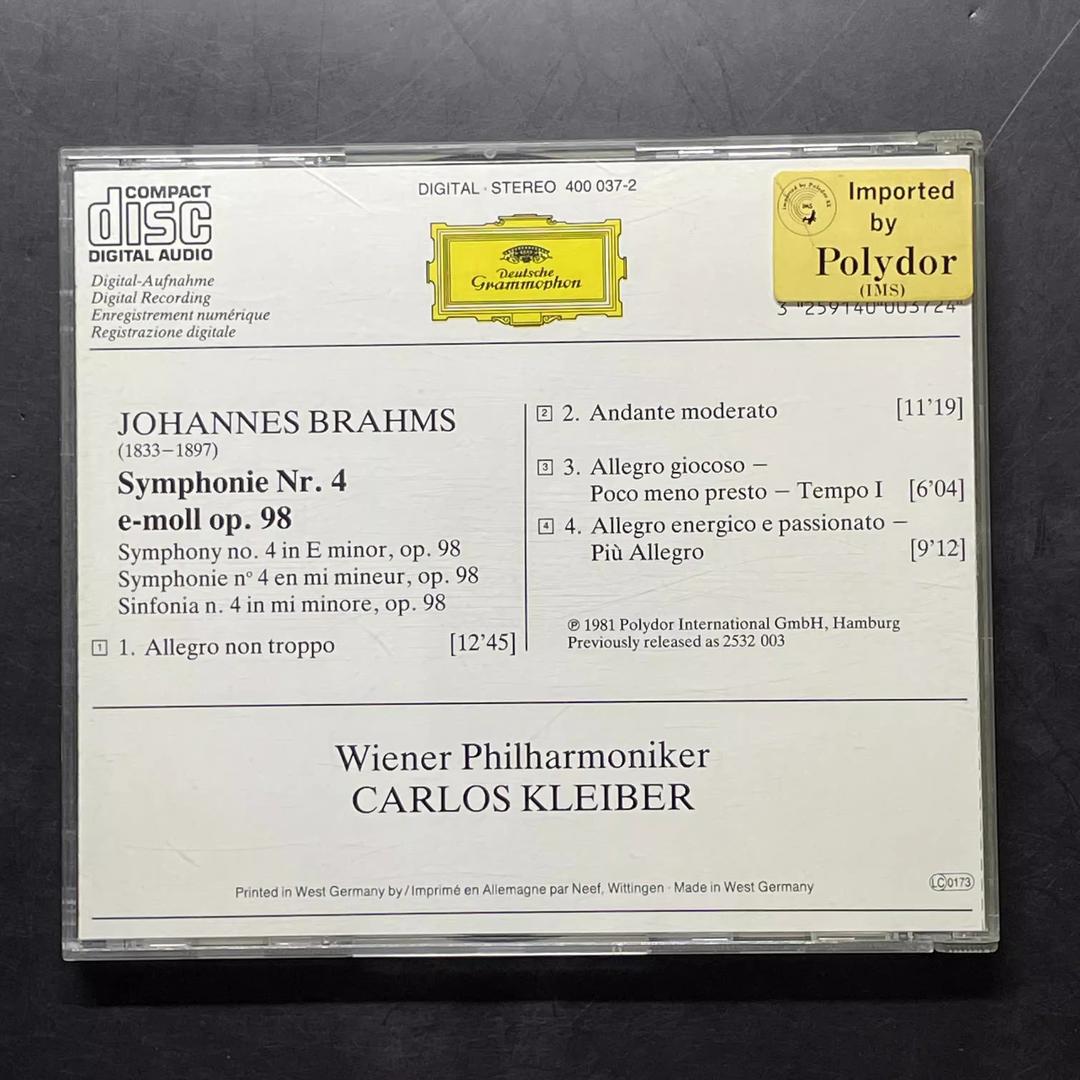 COMPACT
disc
DIGITAL AUDIO
Digital-Aufnahme
Digital Recording
Enregistrement numérique
Registrazione digitale
DIGITAL · STEREO 400 037-2
Deutsche
Grammophon
Imported
by
Polydor
(IMS)
IMS
JOHANNES BRAHMS
(1833–1897)
Symphonie Nr. 4
e-moll op. 98
Symphony no. 4 in E minor, op. 98
Symphonie nº 4 en mi mineur, op. 98
Sinfonia n. 4 in mi minore, op. 98
1 1. Allegro non troppo [12'45]
2 2. Andante moderato [11'19]
3 3. Allegro giocoso –
Poco meno presto – Tempo I [6'04]
4 4. Allegro energico e passionato –
Più Allegro [9'12]
℗ 1981 Polydor International GmbH, Hamburg
Previously released as 2532 003
Wiener Philharmoniker
CARLOS KLEIBER
Printed in West Germany by / Imprimé en Allemagne par Neef, Wittingen · Made in West Germany
LC 0173